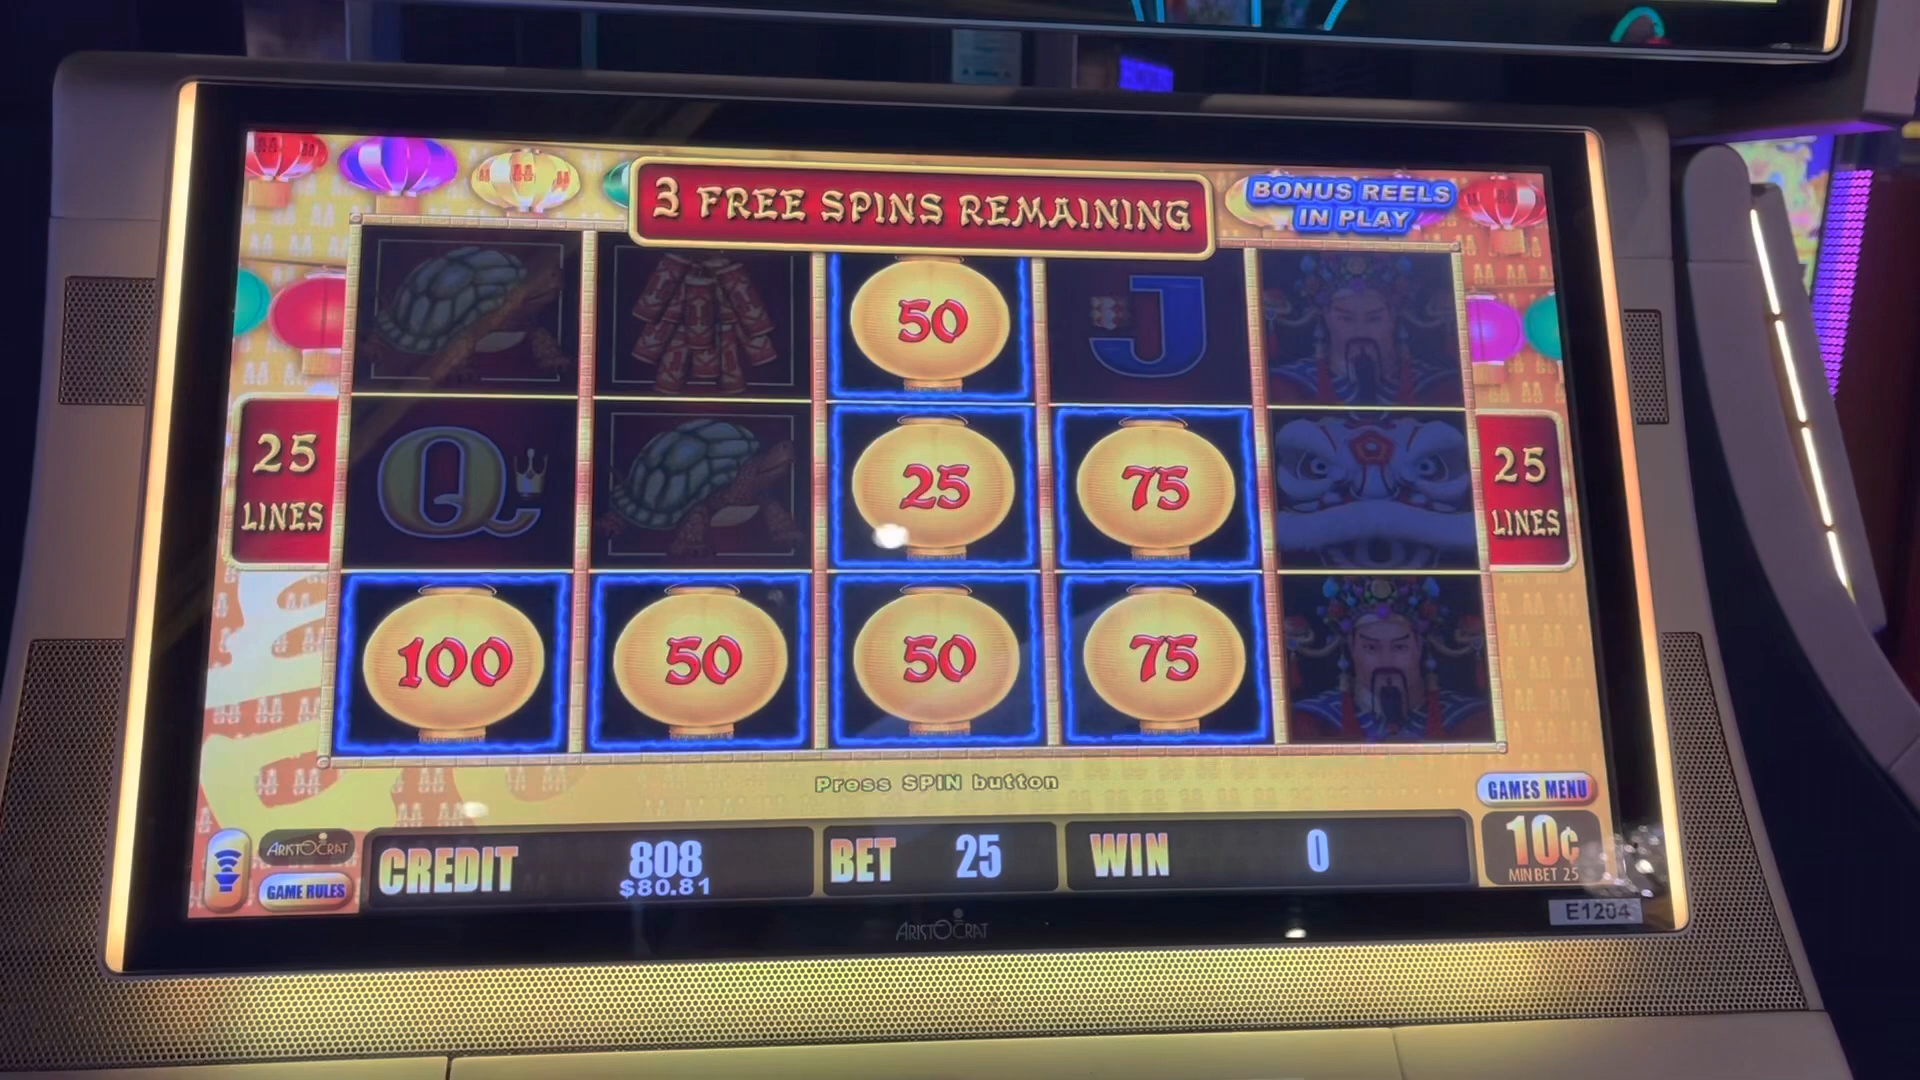 3 FREE SPINS REMAINING
BONUS REELS
IN PLAY
50
J
25
LINES
Q
25
75
25
LINES
100
50
50
75
Press SPIN button
GAMES MENU
ARISTOCRAT
GAME RULES
CREDIT 808
$80.81
BET 25
WIN 0
10¢
MIN BET 25
E1204
ARISTOCRAT